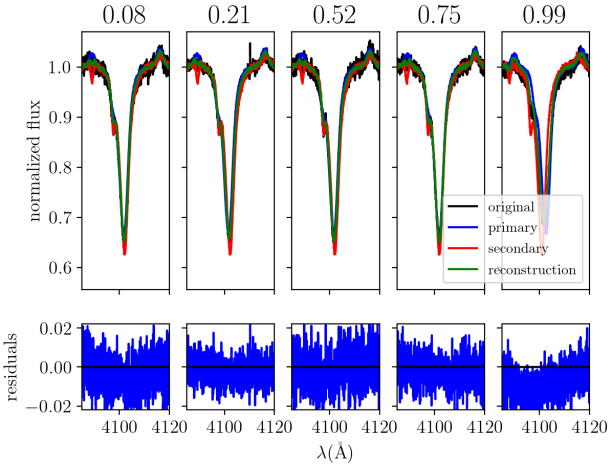 0.08 0.21 0.52 0.75 0.99
normalized flux
1.0
0.9
0.8
0.7
0.6
original
primary
secondary
reconstruction
residuals
0.02
0.00
−0.02
4100 4120 4100 4120 4100 4120 4100 4120 4100 4120
λ(Å)